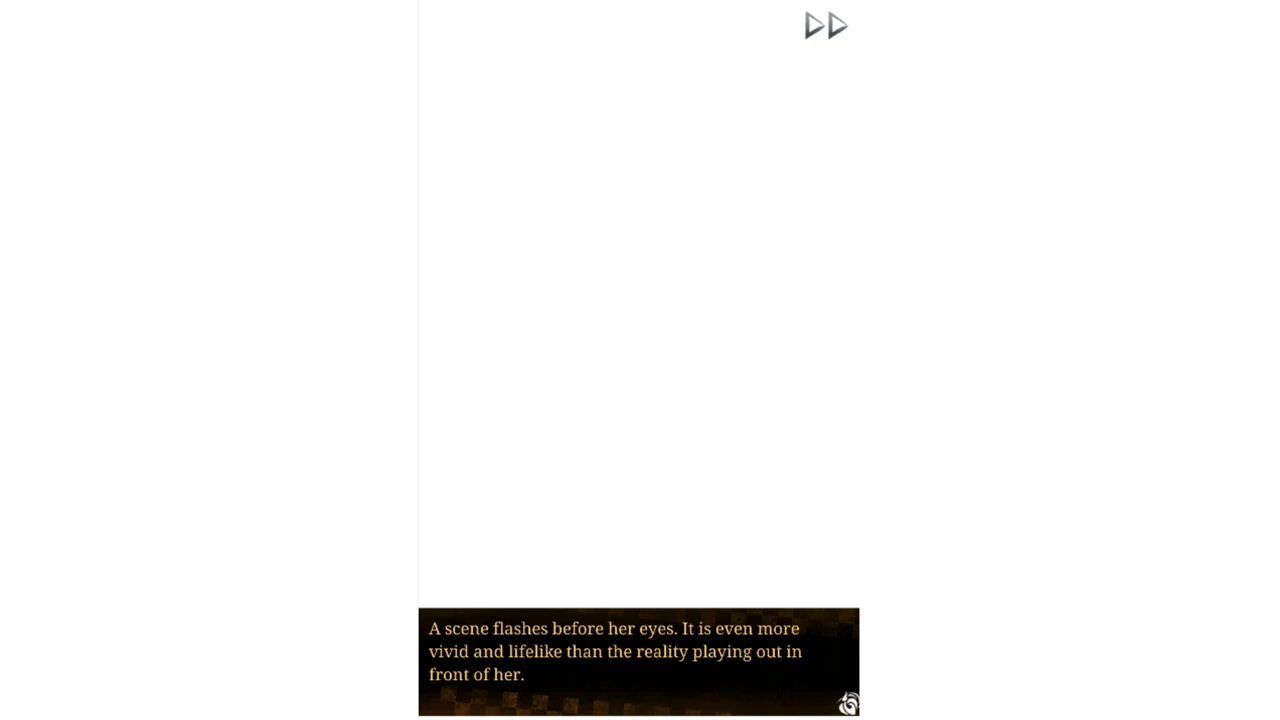 A scene flashes before her eyes. It is even more
vivid and lifelike than the reality playing out in
front of her.